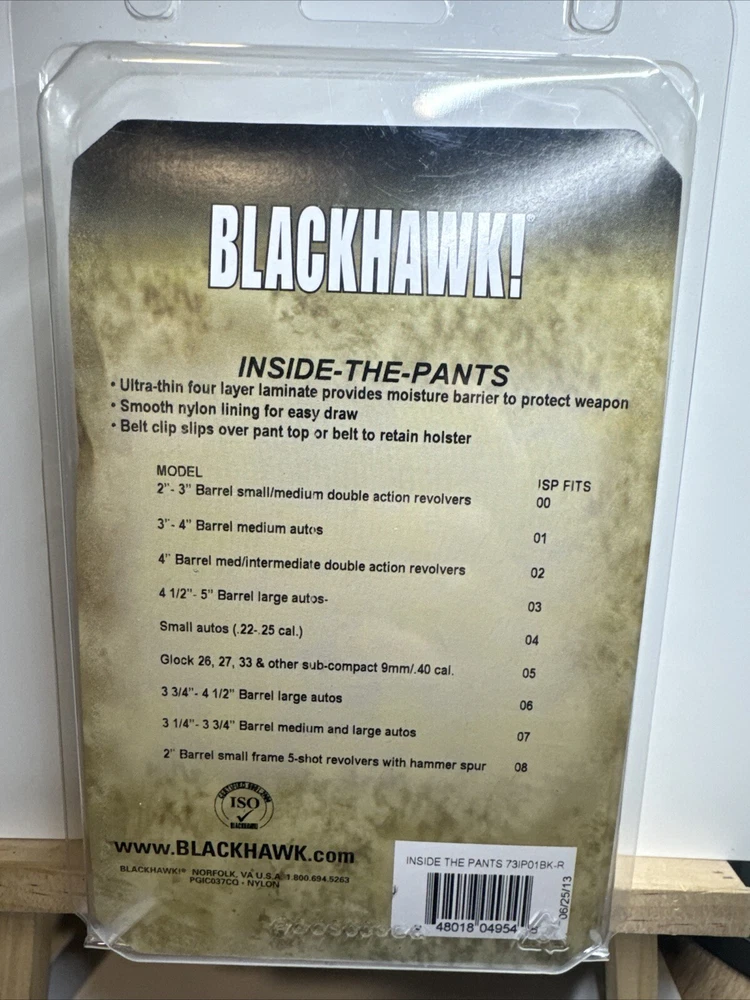 BLACKHAWK!®
INSIDE-THE-PANTS
• Ultra-thin four layer laminate provides moisture barrier to protect weapon
• Smooth nylon lining for easy draw
• Belt clip slips over pant top or belt to retain holster
MODEL ISP FITS
2"- 3" Barrel small/medium double action revolvers 00
3"- 4" Barrel medium autos 01
4" Barrel med/intermediate double action revolvers 02
4 1/2"- 5" Barrel large autos- 03
Small autos (.22-.25 cal.) 04
Glock 26, 27, 33 & other sub-compact 9mm/.40 cal. 05
3 3/4"- 4 1/2" Barrel large autos 06
3 1/4"- 3 3/4" Barrel medium and large autos 07
2" Barrel small frame 5-shot revolvers with hammer spur 08
ISO
www.BLACKHAWK.com
BLACKHAWK!® NORFOLK, VA U.S.A. 1.800.694.5263
PGIC037CQ - NYLON
INSIDE THE PANTS 73IP01BK-R
48018 04954
06/25/13